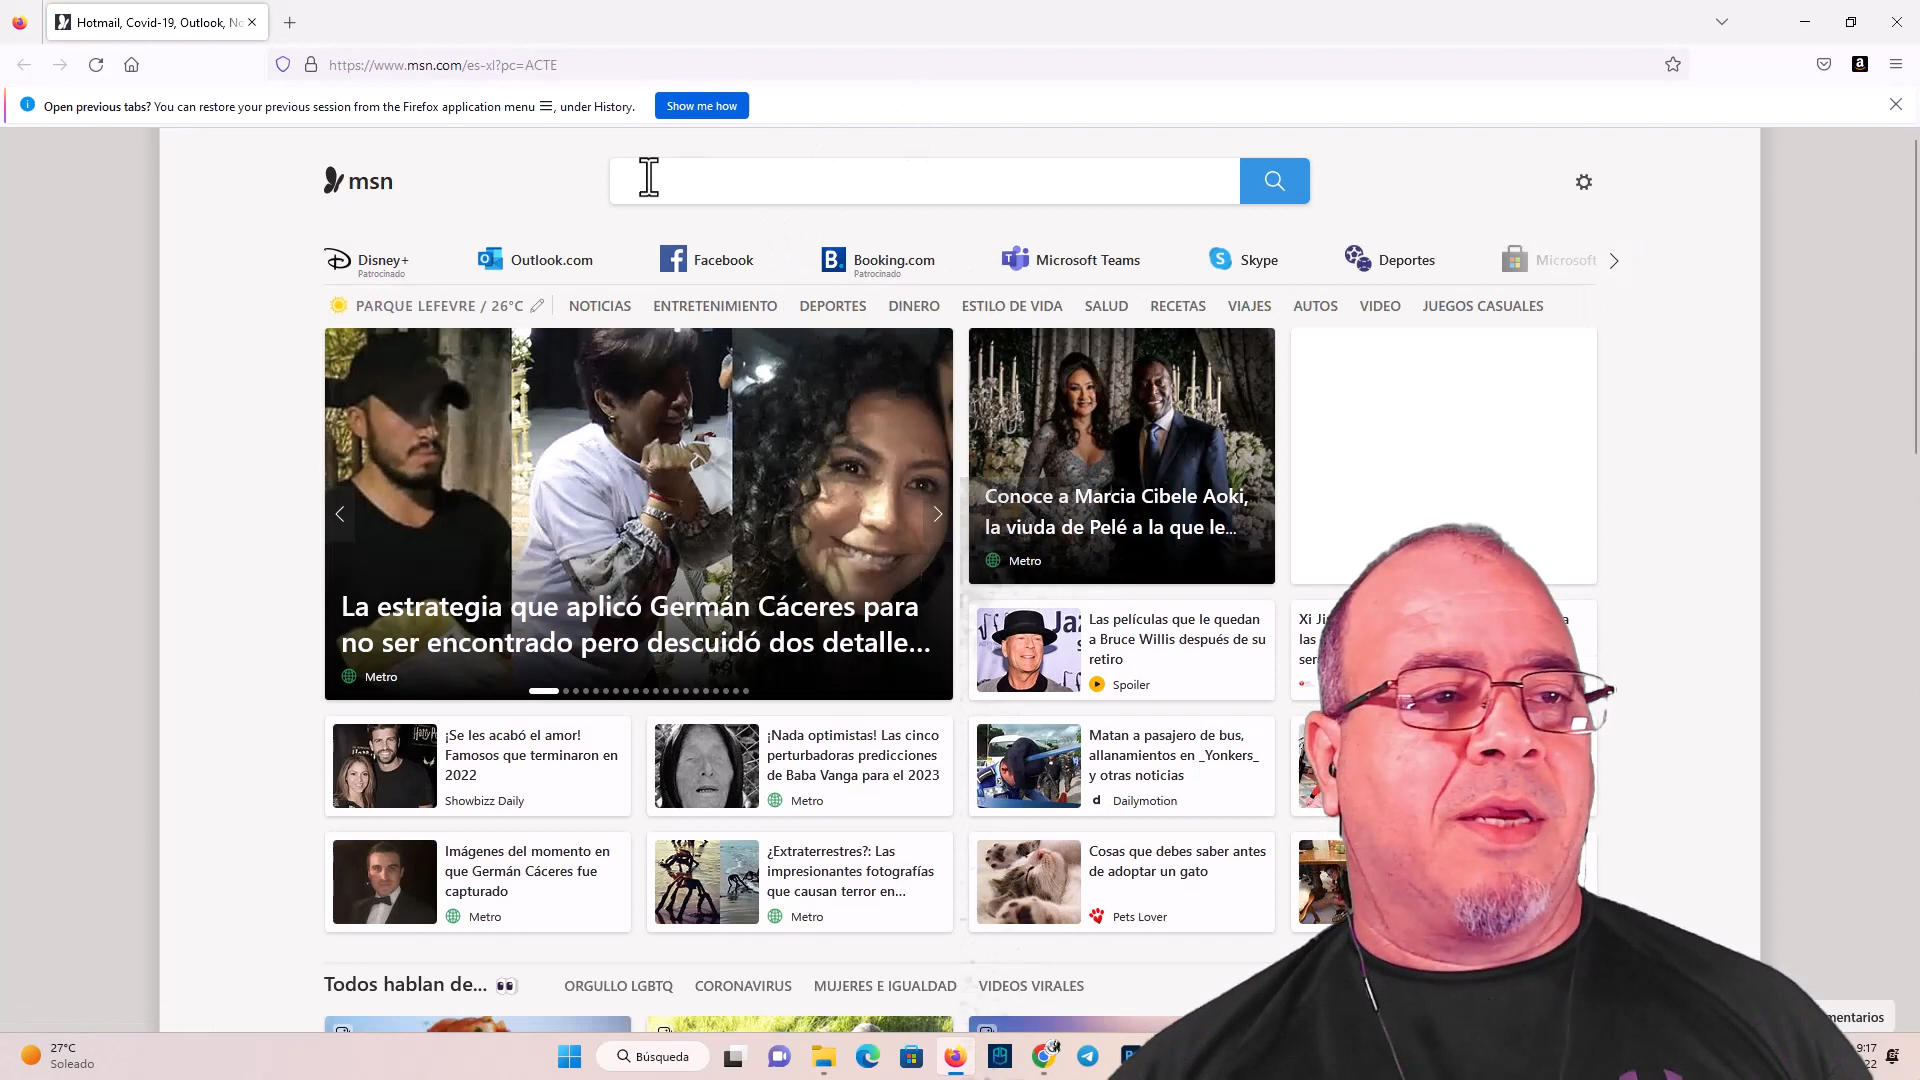 Hotmail, Covid-19, Outlook, No
https://www.msn.com/es-xl?pc=ACTE
Open previous tabs? You can restore your previous session from the Firefox application menu ☰, under History.
Show me how
msn
Disney+
Patrocinado
Outlook.com
Facebook
Booking.com
Patrocinado
Microsoft Teams
Skype
Deportes
Microsoft
PARQUE LEFEVRE / 26°C
NOTICIAS
ENTRETENIMIENTO
DEPORTES
DINERO
ESTILO DE VIDA
SALUD
RECETAS
VIAJES
AUTOS
VIDEO
JUEGOS CASUALES
La estrategia que aplicó Germán Cáceres para
no ser encontrado pero descuidó dos detalle...
Metro
Conoce a Marcia Cibele Aoki,
la viuda de Pelé a la que le...
Metro
Las películas que le quedan
a Bruce Willis después de su
retiro
Spoiler
Xi Ji
las
ser
¡Se les acabó el amor!
Famosos que terminaron en
2022
Showbizz Daily
¡Nada optimistas! Las cinco
perturbadoras predicciones
de Baba Vanga para el 2023
Metro
Matan a pasajero de bus,
allanamientos en _Yonkers_
y otras noticias
Dailymotion
Imágenes del momento en
que Germán Cáceres fue
capturado
Metro
¿Extraterrestres?: Las
impresionantes fotografías
que causan terror en...
Metro
Cosas que debes saber antes
de adoptar un gato
Pets Lover
Todos hablan de...
ORGULLO LGBTQ
CORONAVIRUS
MUJERES E IGUALDAD
VIDEOS VIRALES
mentarios
27°C
Soleado
Búsqueda
9:17
22